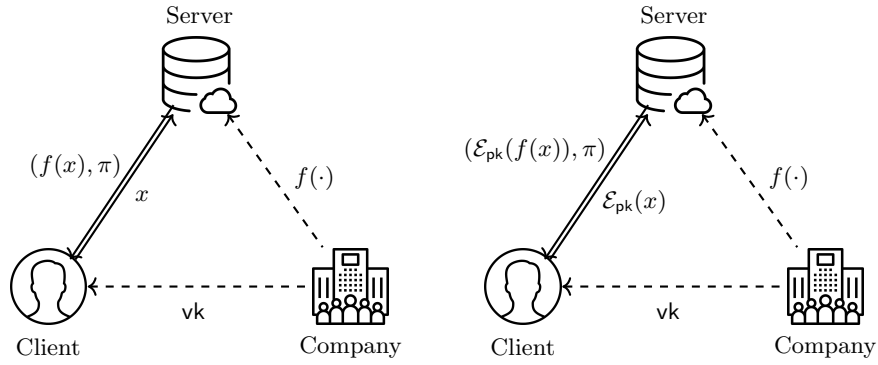 Server
(f(x), π)
x
f(·)
vk
Client
Company
Server
(ℰ_pk(f(x)), π)
ℰ_pk(x)
f(·)
vk
Client
Company